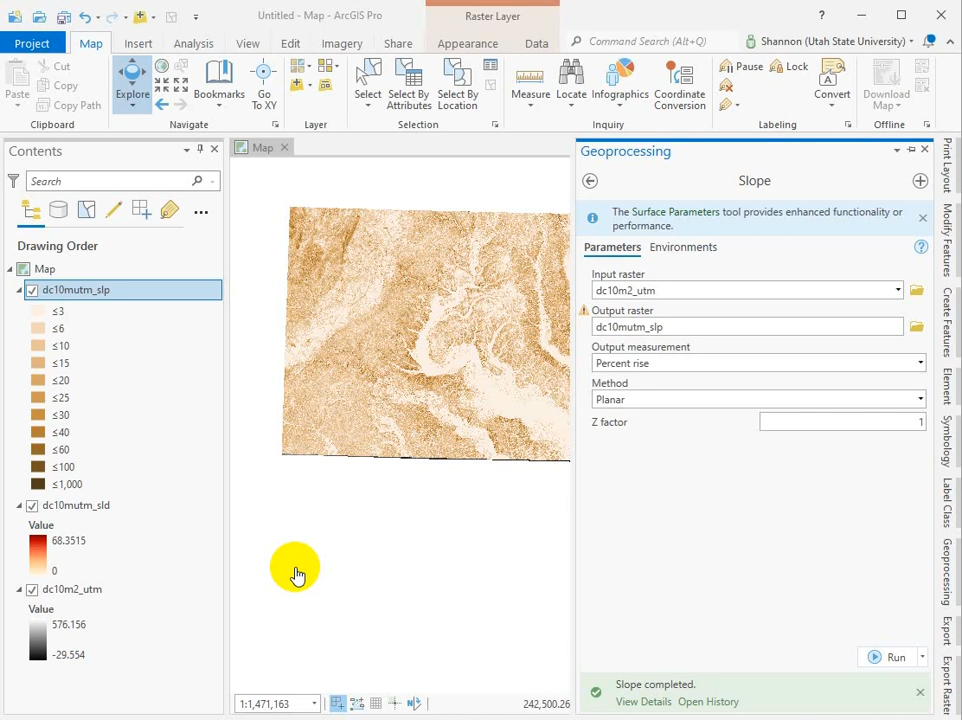 Untitled - Map - ArcGIS Pro
Raster Layer
?
Project
Map
Insert
Analysis
View
Edit
Imagery
Share
Appearance
Data
Command Search (Alt+Q)
Shannon (Utah State University)
Paste
Cut
Copy
Copy Path
Clipboard
Explore
Bookmarks
Go
To XY
Navigate
Layer
Select
Select By
Attributes
Select By
Location
Selection
Measure
Locate
Infographics
Coordinate
Conversion
Inquiry
Pause
Lock
Convert
Labeling
Download
Map
Offline
Contents
Search
Drawing Order
Map
dc10mutm_slp
≤3
≤6
≤10
≤15
≤20
≤25
≤30
≤40
≤60
≤100
≤1,000
dc10mutm_sld
Value
68.3515
0
dc10m2_utm
Value
576.156
-29.554
Map
1:1,471,163
242,500.26
Geoprocessing
Slope
The Surface Parameters tool provides enhanced functionality or
performance.
Parameters
Environments
?
Input raster
dc10m2_utm
Output raster
dc10mutm_slp
Output measurement
Percent rise
Method
Planar
Z factor
1
Run
Slope completed.
View Details Open History
Print Layout
Modify Features
Create Features
Element
Symbology
Label Class
Geoprocessing
Export
Export Raster